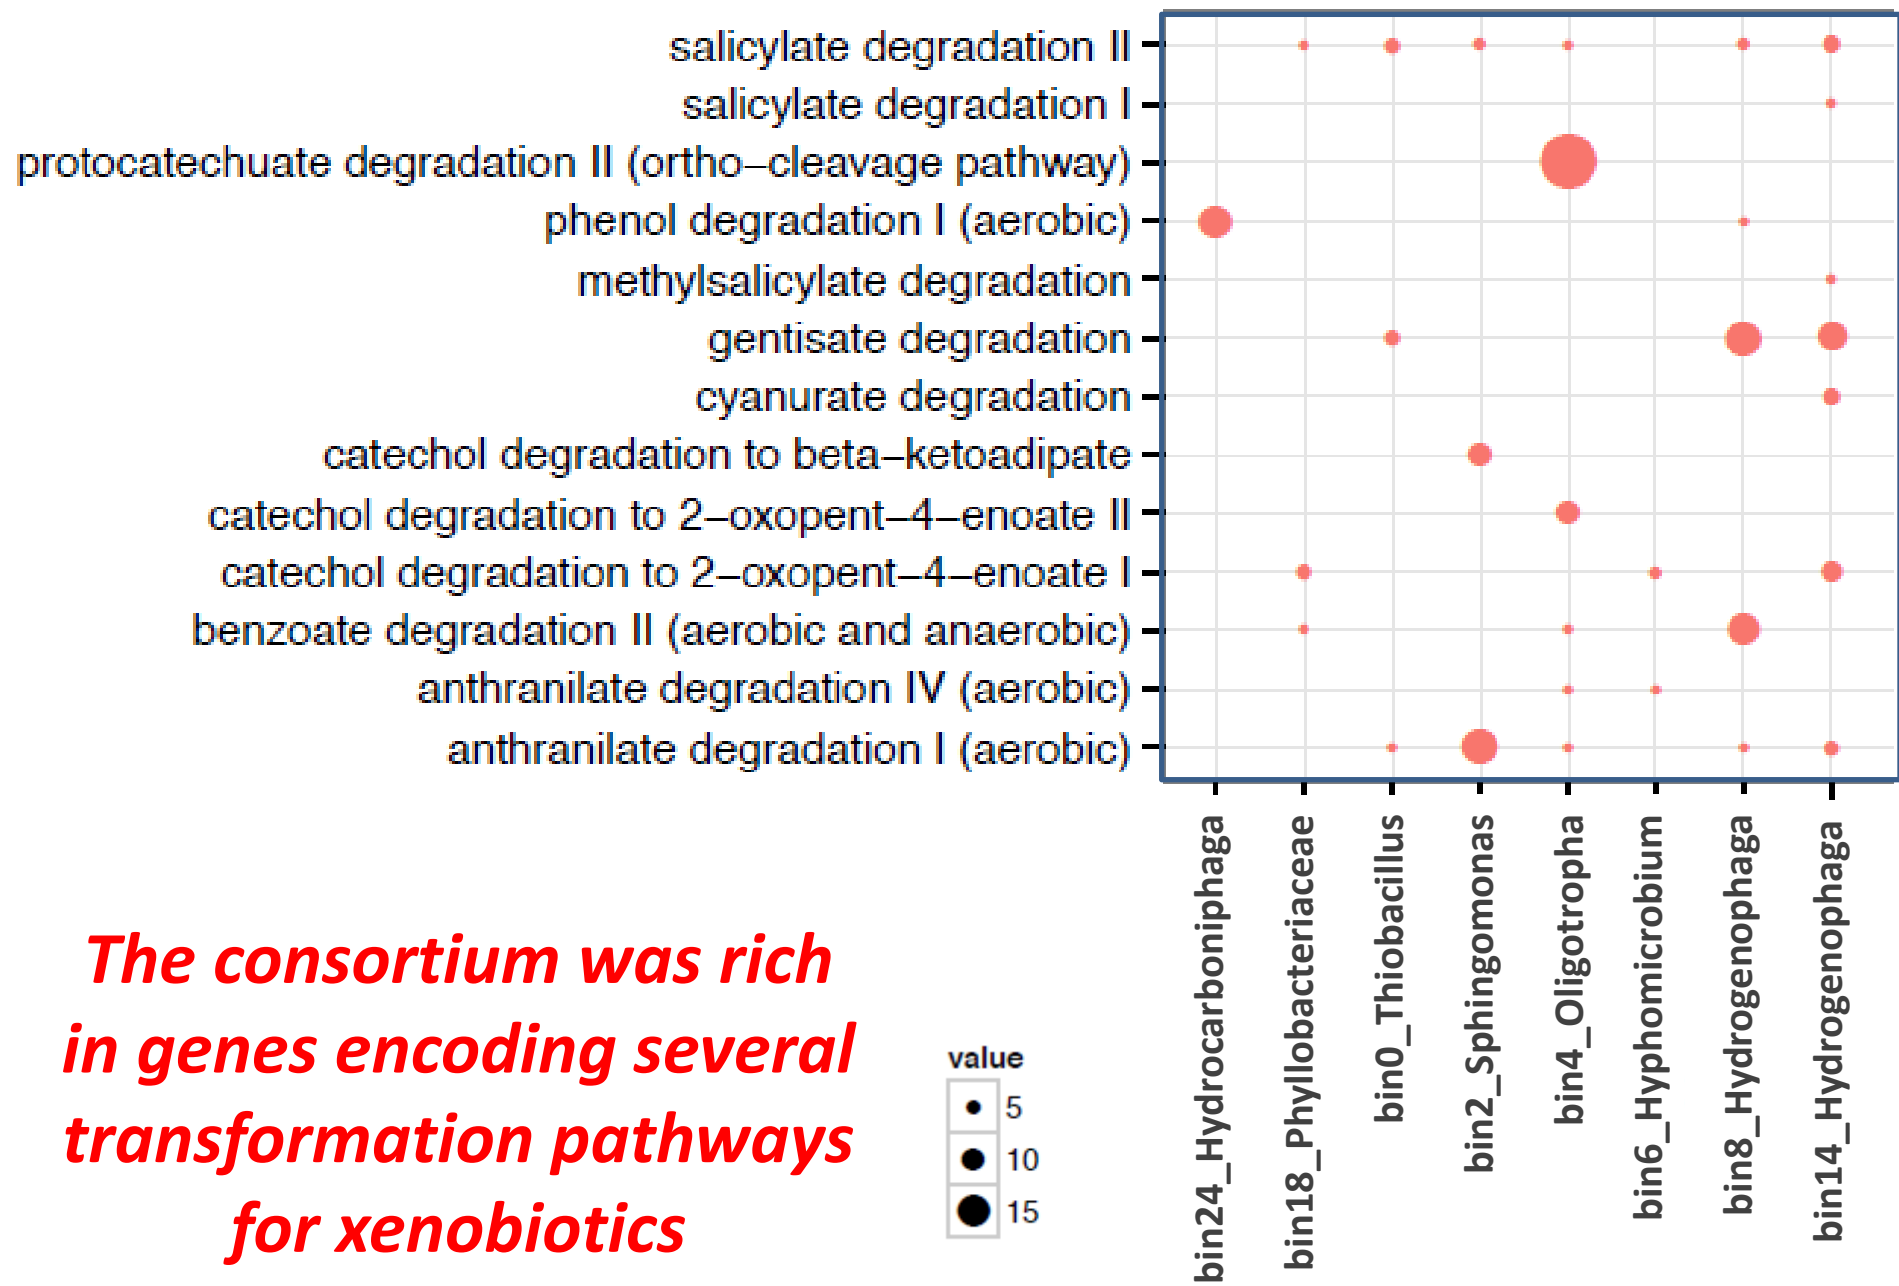 salicylate degradation II
salicylate degradation I
protocatechuate degradation II (ortho−cleavage pathway)
phenol degradation I (aerobic)
methylsalicylate degradation
gentisate degradation
cyanurate degradation
catechol degradation to beta−ketoadipate
catechol degradation to 2−oxopent−4−enoate II
catechol degradation to 2−oxopent−4−enoate I
benzoate degradation II (aerobic and anaerobic)
anthranilate degradation IV (aerobic)
anthranilate degradation I (aerobic)
bin24_Hydrocarboniphaga
bin18_Phyllobacteriaceae
bin0_Thiobacillus
bin2_Sphingomonas
bin4_Oligotropha
bin6_Hyphomicrobium
bin8_Hydrogenophaga
bin14_Hydrogenophaga
The consortium was rich
in genes encoding several
transformation pathways
for xenobiotics
value
5
10
15